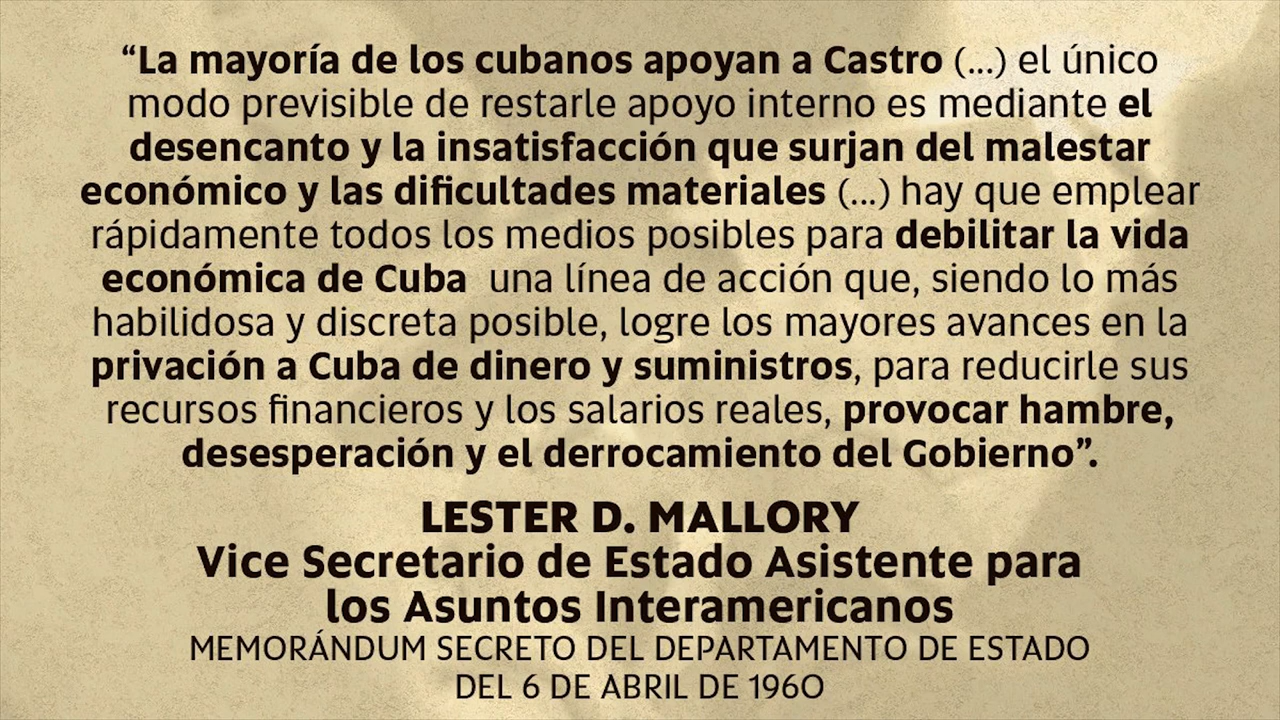 “La mayoría de los cubanos apoyan a Castro (...) el único
modo previsible de restarle apoyo interno es mediante el
desencanto y la insatisfacción que surjan del malestar
económico y las dificultades materiales (...) hay que emplear
rápidamente todos los medios posibles para debilitar la vida
económica de Cuba  una línea de acción que, siendo lo más
habilidosa y discreta posible, logre los mayores avances en la
privación a Cuba de dinero y suministros, para reducirle sus
recursos financieros y los salarios reales, provocar hambre,
desesperación y el derrocamiento del Gobierno”.
LESTER D. MALLORY
Vice Secretario de Estado Asistente para
los Asuntos Interamericanos
MEMORÁNDUM SECRETO DEL DEPARTAMENTO DE ESTADO
DEL 6 DE ABRIL DE 1960